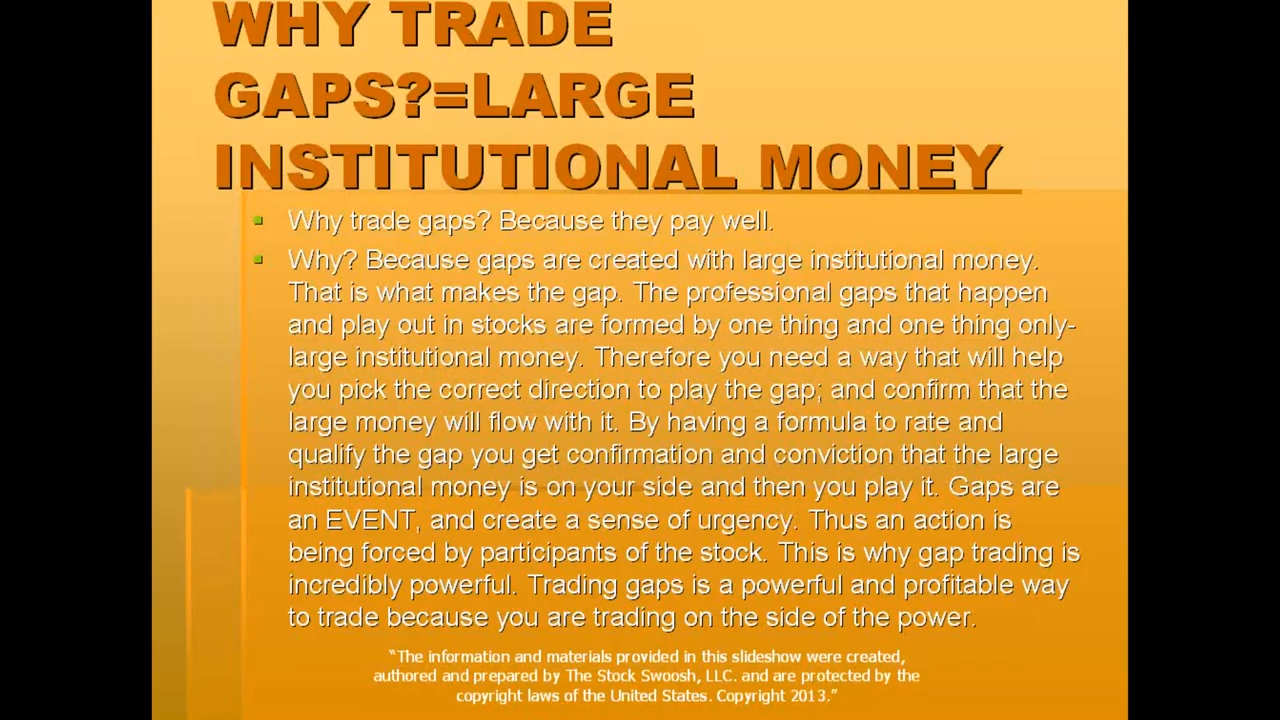 WHY TRADE
GAPS?=LARGE
INSTITUTIONAL MONEY
Why trade gaps? Because they pay well.
Why? Because gaps are created with large institutional money.
That is what makes the gap. The professional gaps that happen
and play out in stocks are formed by one thing and one thing only-
large institutional money. Therefore you need a way that will help
you pick the correct direction to play the gap; and confirm that the
large money will flow with it. By having a formula to rate and
qualify the gap you get confirmation and conviction that the large
institutional money is on your side and then you play it. Gaps are
an EVENT, and create a sense of urgency. Thus an action is
being forced by participants of the stock. This is why gap trading is
incredibly powerful. Trading gaps is a powerful and profitable way
to trade because you are trading on the side of the power.
“The information and materials provided in this slideshow were created,
authored and prepared by The Stock Swoosh, LLC. and are protected by the
copyright laws of the United States. Copyright 2013.”